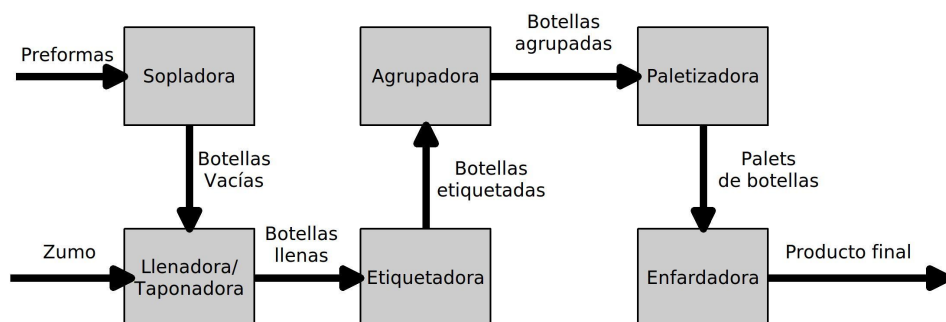 Preformas
Sopladora
Botellas
Vacías
Zumo
Llenadora/
Taponadora
Botellas
llenas
Etiquetadora
Botellas
etiquetadas
Agrupadora
Botellas
agrupadas
Paletizadora
Palets
de botellas
Enfardadora
Producto final